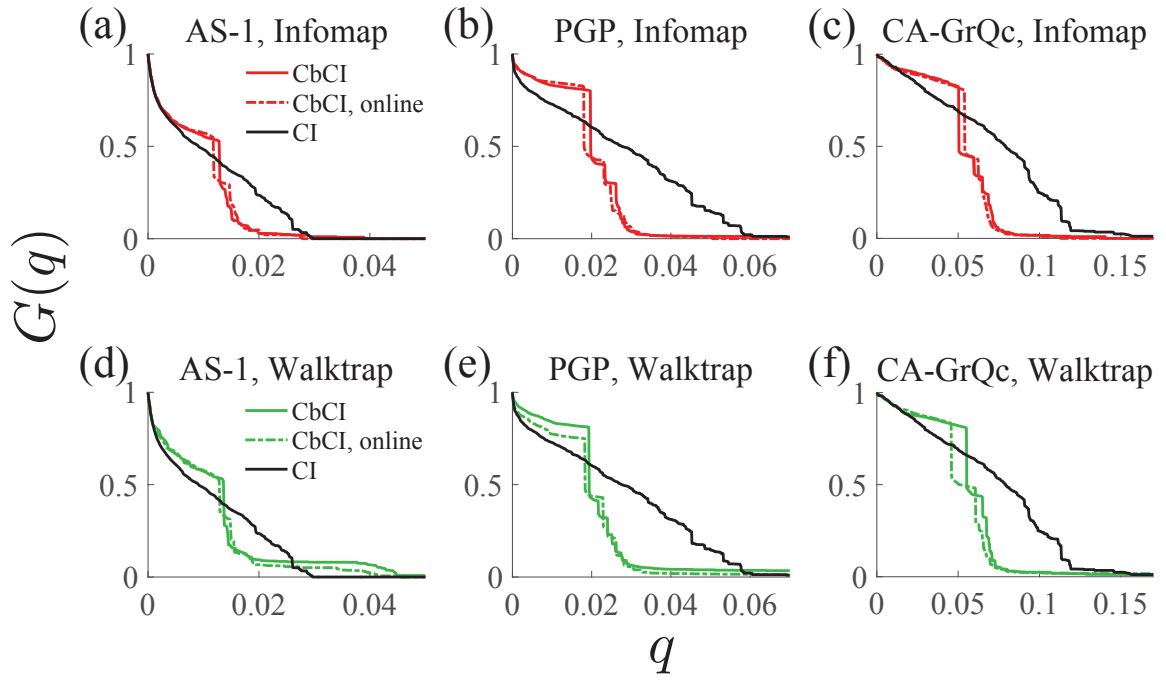 (a) AS-1, Infomap
(b) PGP, Infomap
(c) CA-GrQc, Infomap
1
0.5
0
CbCI
CbCI, online
CI
0 0.02 0.04
1
0.5
0
0 0.02 0.04 0.06
1
0.5
0
0 0.05 0.1 0.15
G(q)
(d) AS-1, Walktrap
(e) PGP, Walktrap
(f) CA-GrQc, Walktrap
1
0.5
0
CbCI
CbCI, online
CI
0 0.02 0.04
1
0.5
0
0 0.02 0.04 0.06
1
0.5
0
0 0.05 0.1 0.15
q